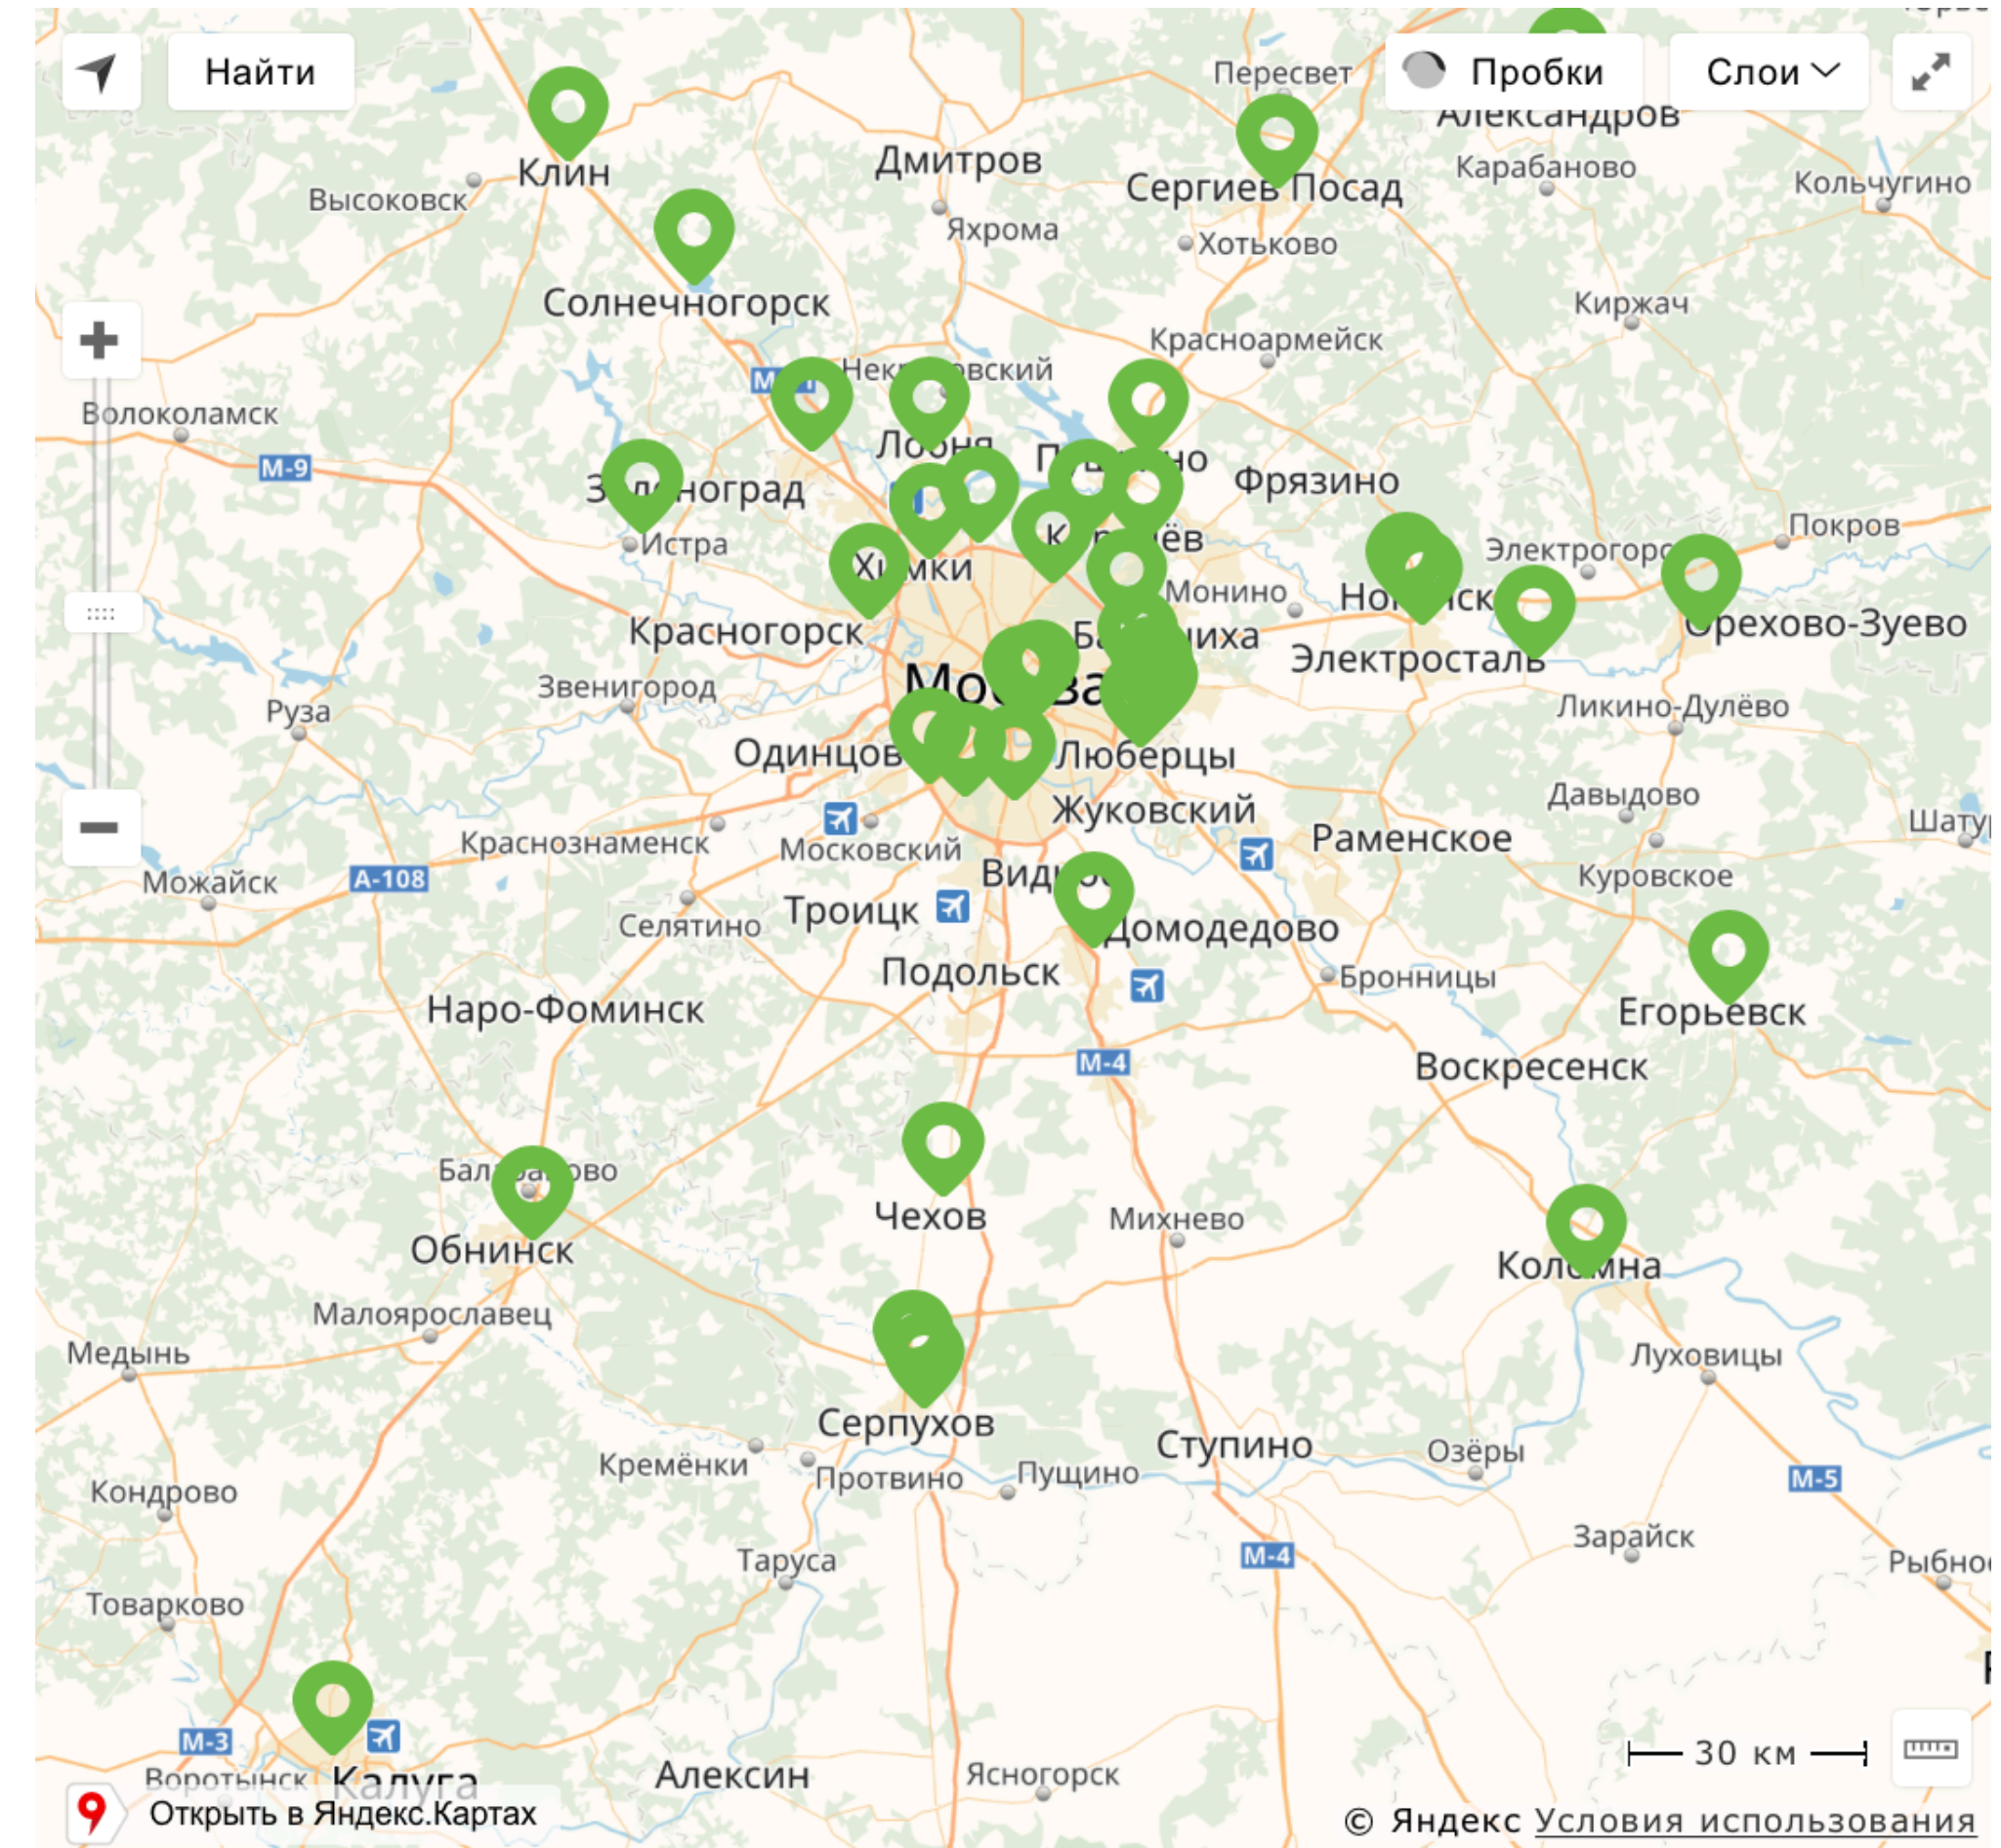 Найти
Пробки
Слои
Пересвет
Александров
Клин
Дмитров
Карабаново
Высоковск
Сергиев Посад
Кольчугино
Яхрома
Хотьково
Солнечногорск
Киржач
Красноармейск
Волоколамск
Лобня
М-9
Фрязино
Покров
Истра
Монино
Красногорск
Орехово-Зуево
Электросталь
Звенигород
Москва
Руза
Ликино-Дулёво
Люберцы
Давыдово
Жуковский
Раменское
Краснознаменск
Московский
Можайск
А-108
Куровское
Троицк
Селятино
Домодедово
Подольск
Бронницы
Наро-Фоминск
Егорьевск
М-4
Воскресенск
Чехов
Михнево
Обнинск
Коломна
Малоярославец
Медынь
Луховицы
Серпухов
Ступино
Озёры
Кремёнки
Протвино
Пущино
М-5
Кондрово
Зарайск
М-4
Таруса
Товарково
М-3
30 км
Воротынск
Калуга
Алексин
Ясногорск
Открыть в Яндекс.Картах
© Яндекс Условия использования